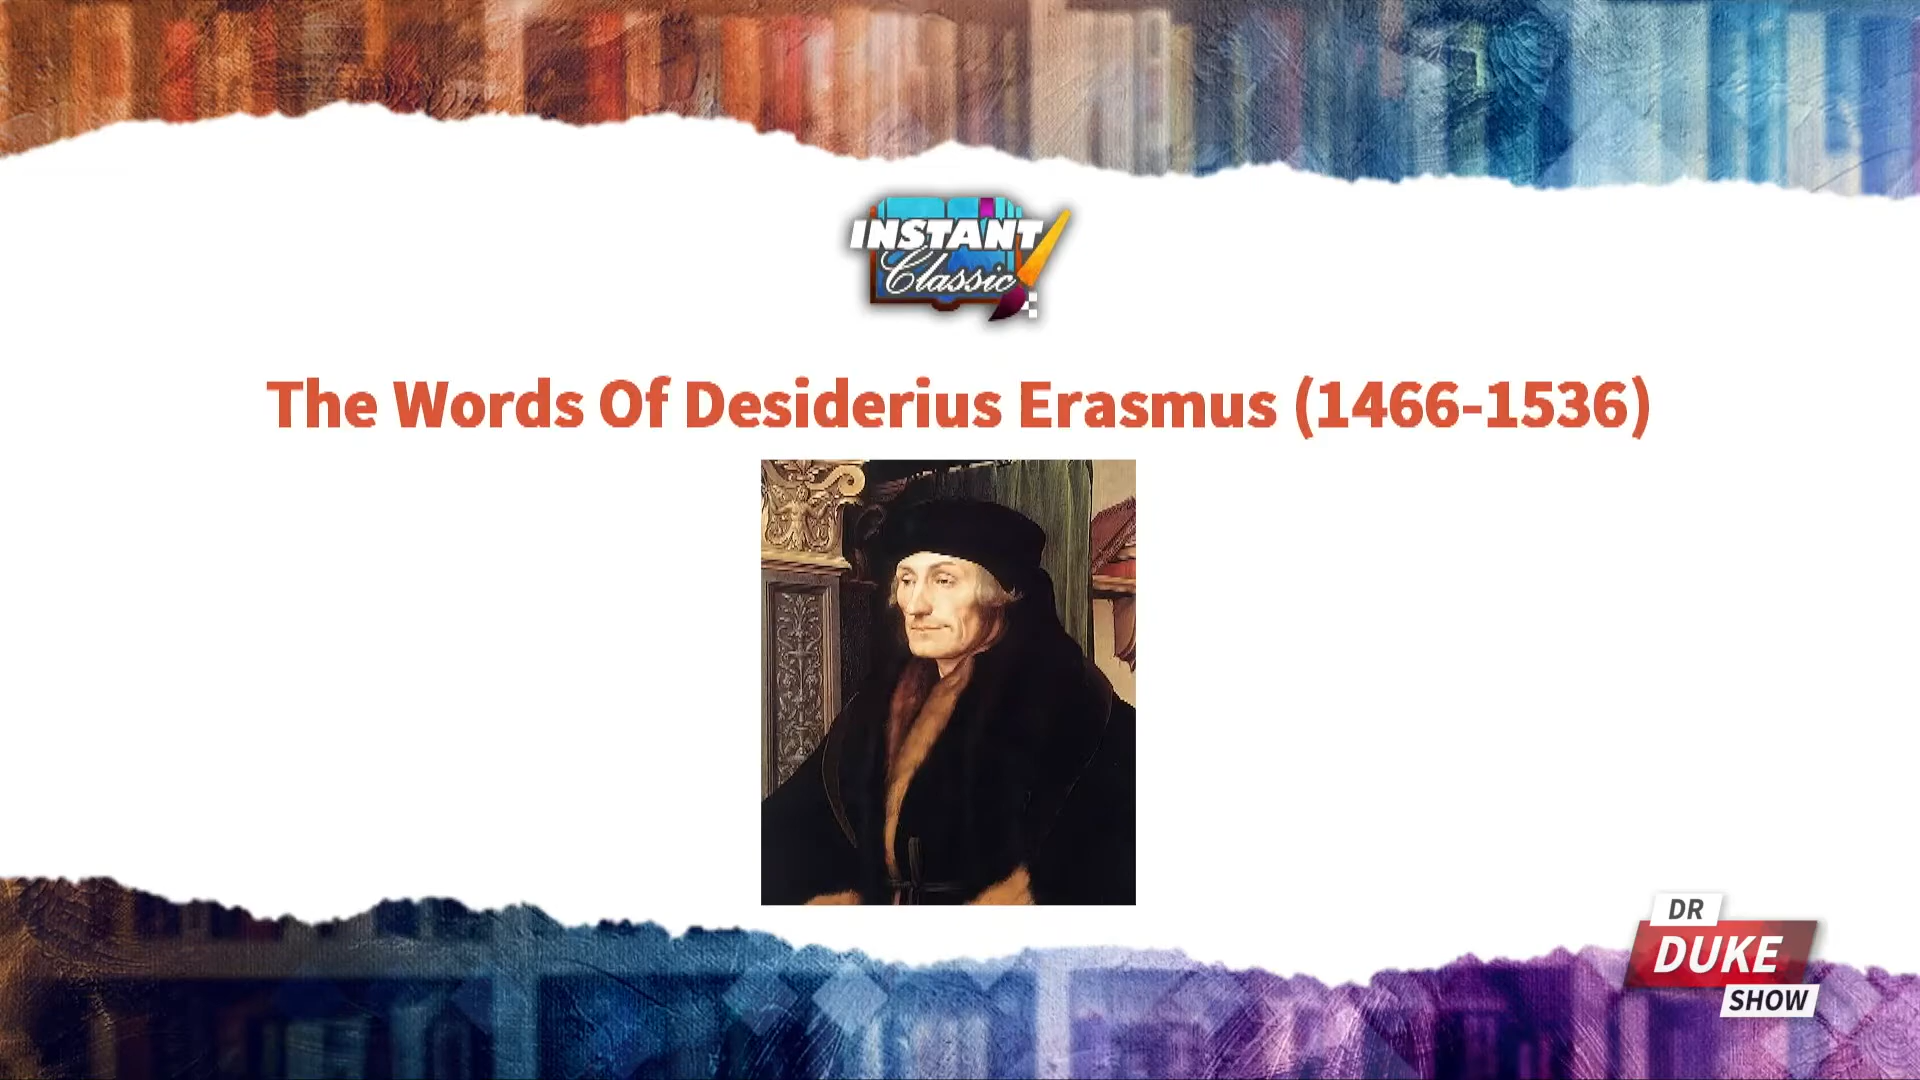 INSTANT
Classic
The Words Of Desiderius Erasmus (1466-1536)
DR
DUKE
SHOW